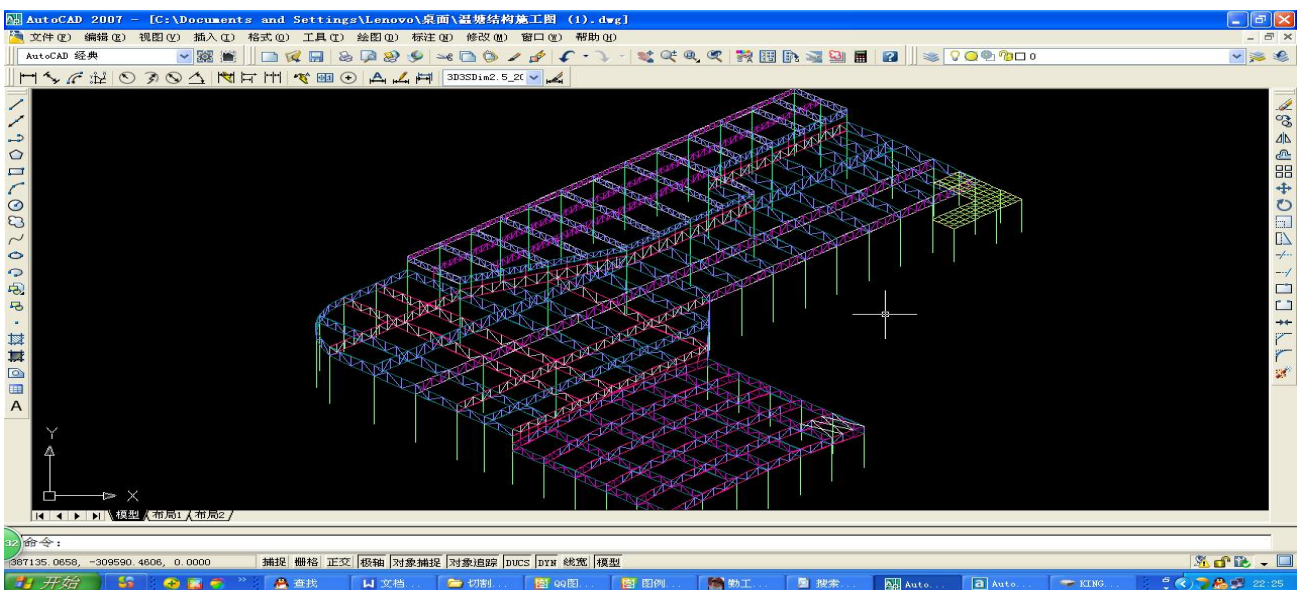 AutoCAD 2007 - [C:\Documents and Settings\Lenovo\桌面\温塘结构施工图 (1).dwg]
文件(F) 编辑(E) 视图(V) 插入(I) 格式(O) 工具(T) 绘图(D) 标注(N) 修改(M) 窗口(W) 帮助(H)
AutoCAD 经典 0
3D3SDim2.5_2
A
Y
X
模型 布局1 布局2
32 命令:
387135.0658, -309590.4606, 0.0000 捕捉 栅格 正交 极轴 对象捕捉 对象追踪 DUCS DYN 线宽 模型
开始 查找 文档... 切割... QQ图... 图例... 勤工... 搜索... Auto... Auto... KING... 22:25